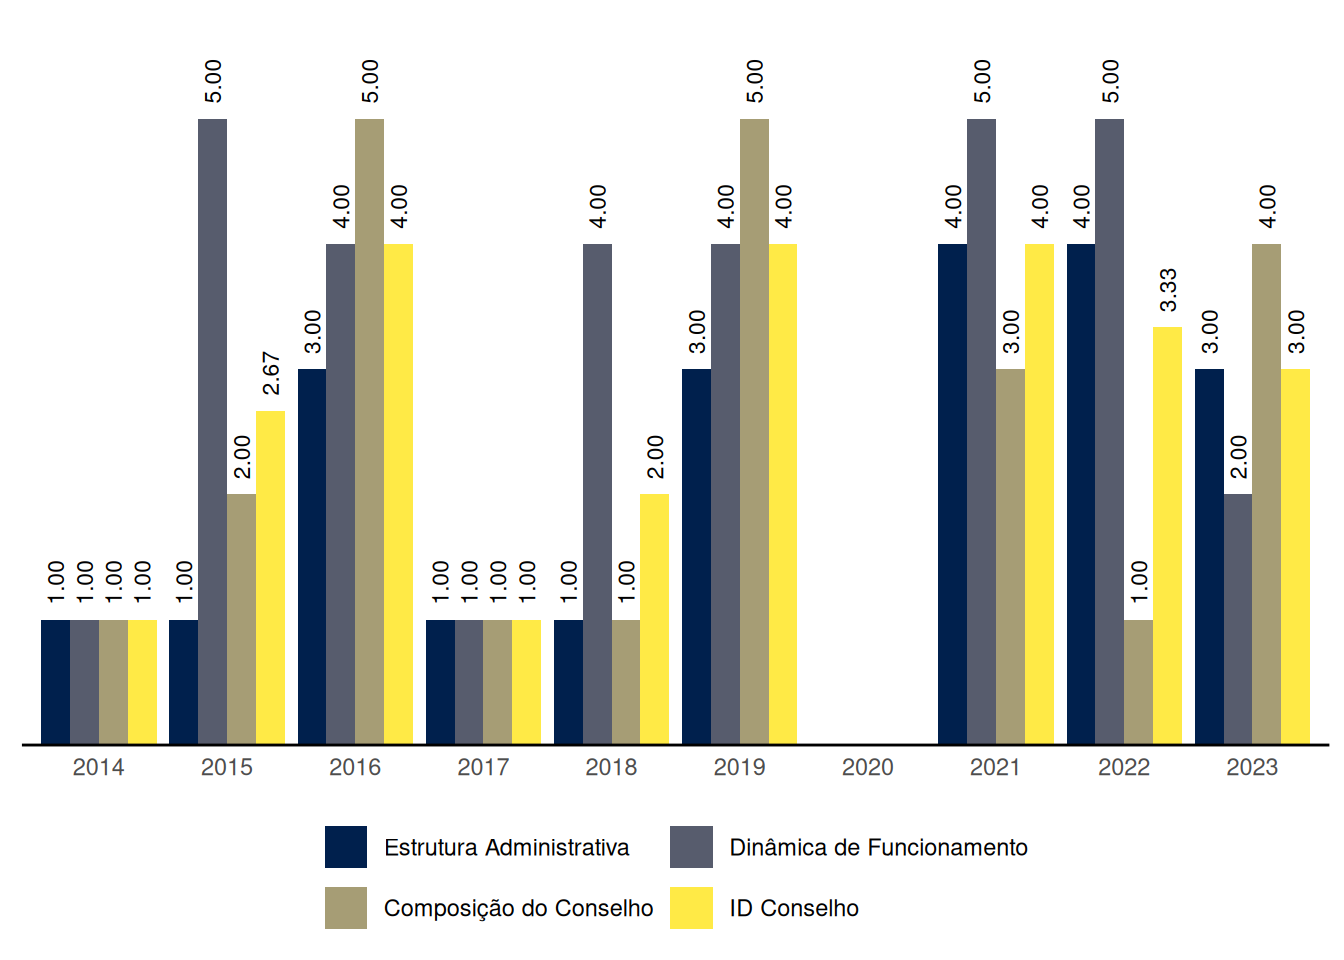 1.00 1.00 1.00 1.00 1.00 5.00 2.00 2.67 3.00 4.00 5.00 4.00 1.00 1.00 1.00 1.00 1.00 4.00 1.00 2.00 3.00 4.00 5.00 4.00 4.00 5.00 3.00 4.00 4.00 5.00 1.00 3.33 3.00 2.00 4.00 3.00
2014 2015 2016 2017 2018 2019 2020 2021 2022 2023
Estrutura Administrativa Dinâmica de Funcionamento
Composição do Conselho ID Conselho